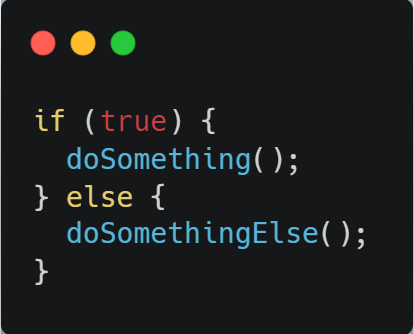 if (true) {
  doSomething();
} else {
  doSomethingElse();
}